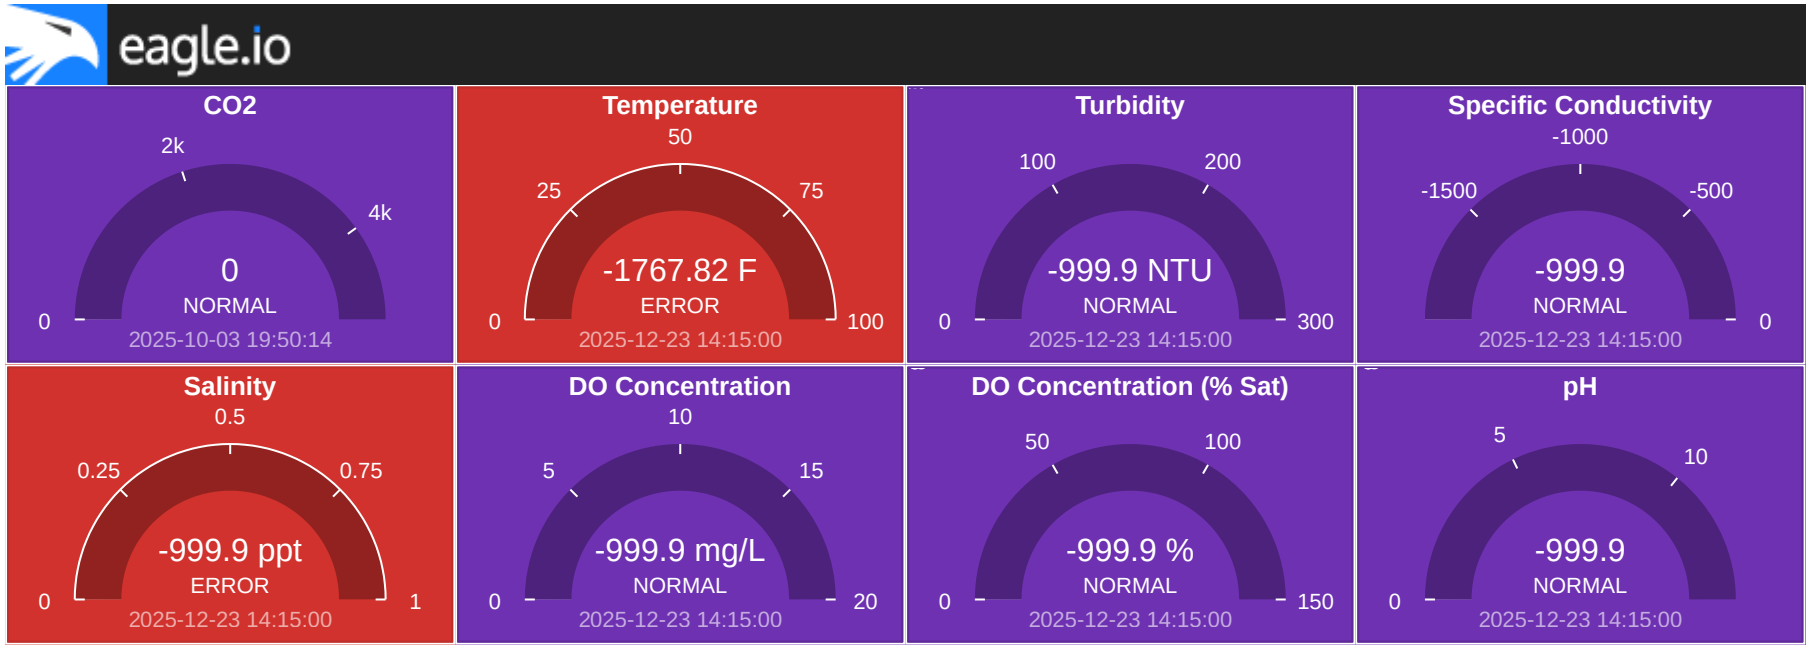 eagle.io
CO2
2k
4k
0
NORMAL
0
2025-10-03 19:50:14
Temperature
50
25
75
-1767.82 F
ERROR
0
100
2025-12-23 14:15:00
Turbidity
100
200
-999.9 NTU
NORMAL
0
300
2025-12-23 14:15:00
Specific Conductivity
-1000
-1500
-500
-999.9
NORMAL
0
2025-12-23 14:15:00
Salinity
0.5
0.25
0.75
-999.9 ppt
ERROR
0
1
2025-12-23 14:15:00
DO Concentration
10
5
15
-999.9 mg/L
NORMAL
0
20
2025-12-23 14:15:00
DO Concentration (% Sat)
50
100
-999.9 %
NORMAL
0
150
2025-12-23 14:15:00
pH
5
10
-999.9
NORMAL
0
2025-12-23 14:15:00